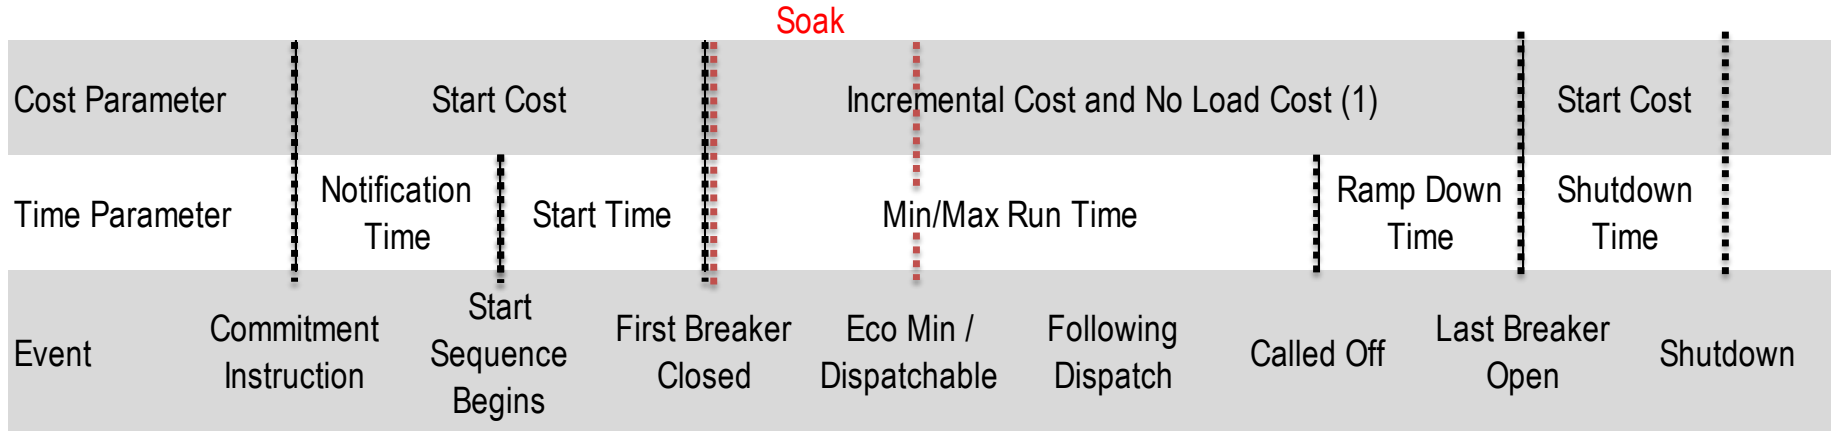 Soak
Cost Parameter Start Cost Incremental Cost and No Load Cost (1) Start Cost
Time Parameter
Notification
Time
Start Time
Min/Max Run Time
Ramp Down
Time
Shutdown
Time
Event
Commitment
Instruction
Start
Sequence
Begins
First Breaker
Closed
Eco Min /
Dispatchable
Following
Dispatch
Called Off
Last Breaker
Open
Shutdown